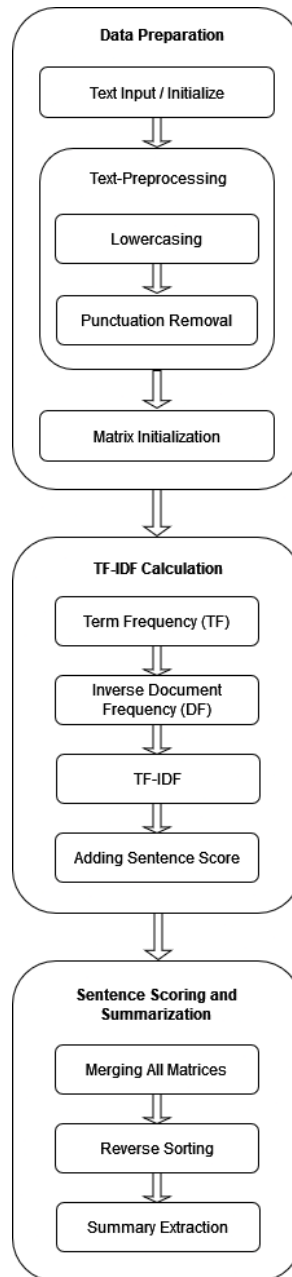 Data Preparation
Text Input / Initialize
Text-Preprocessing
Lowercasing
Punctuation Removal
Matrix Initialization
TF-IDF Calculation
Term Frequency (TF)
Inverse Document
Frequency (DF)
TF-IDF
Adding Sentence Score
Sentence Scoring and
Summarization
Merging All Matrices
Reverse Sorting
Summary Extraction